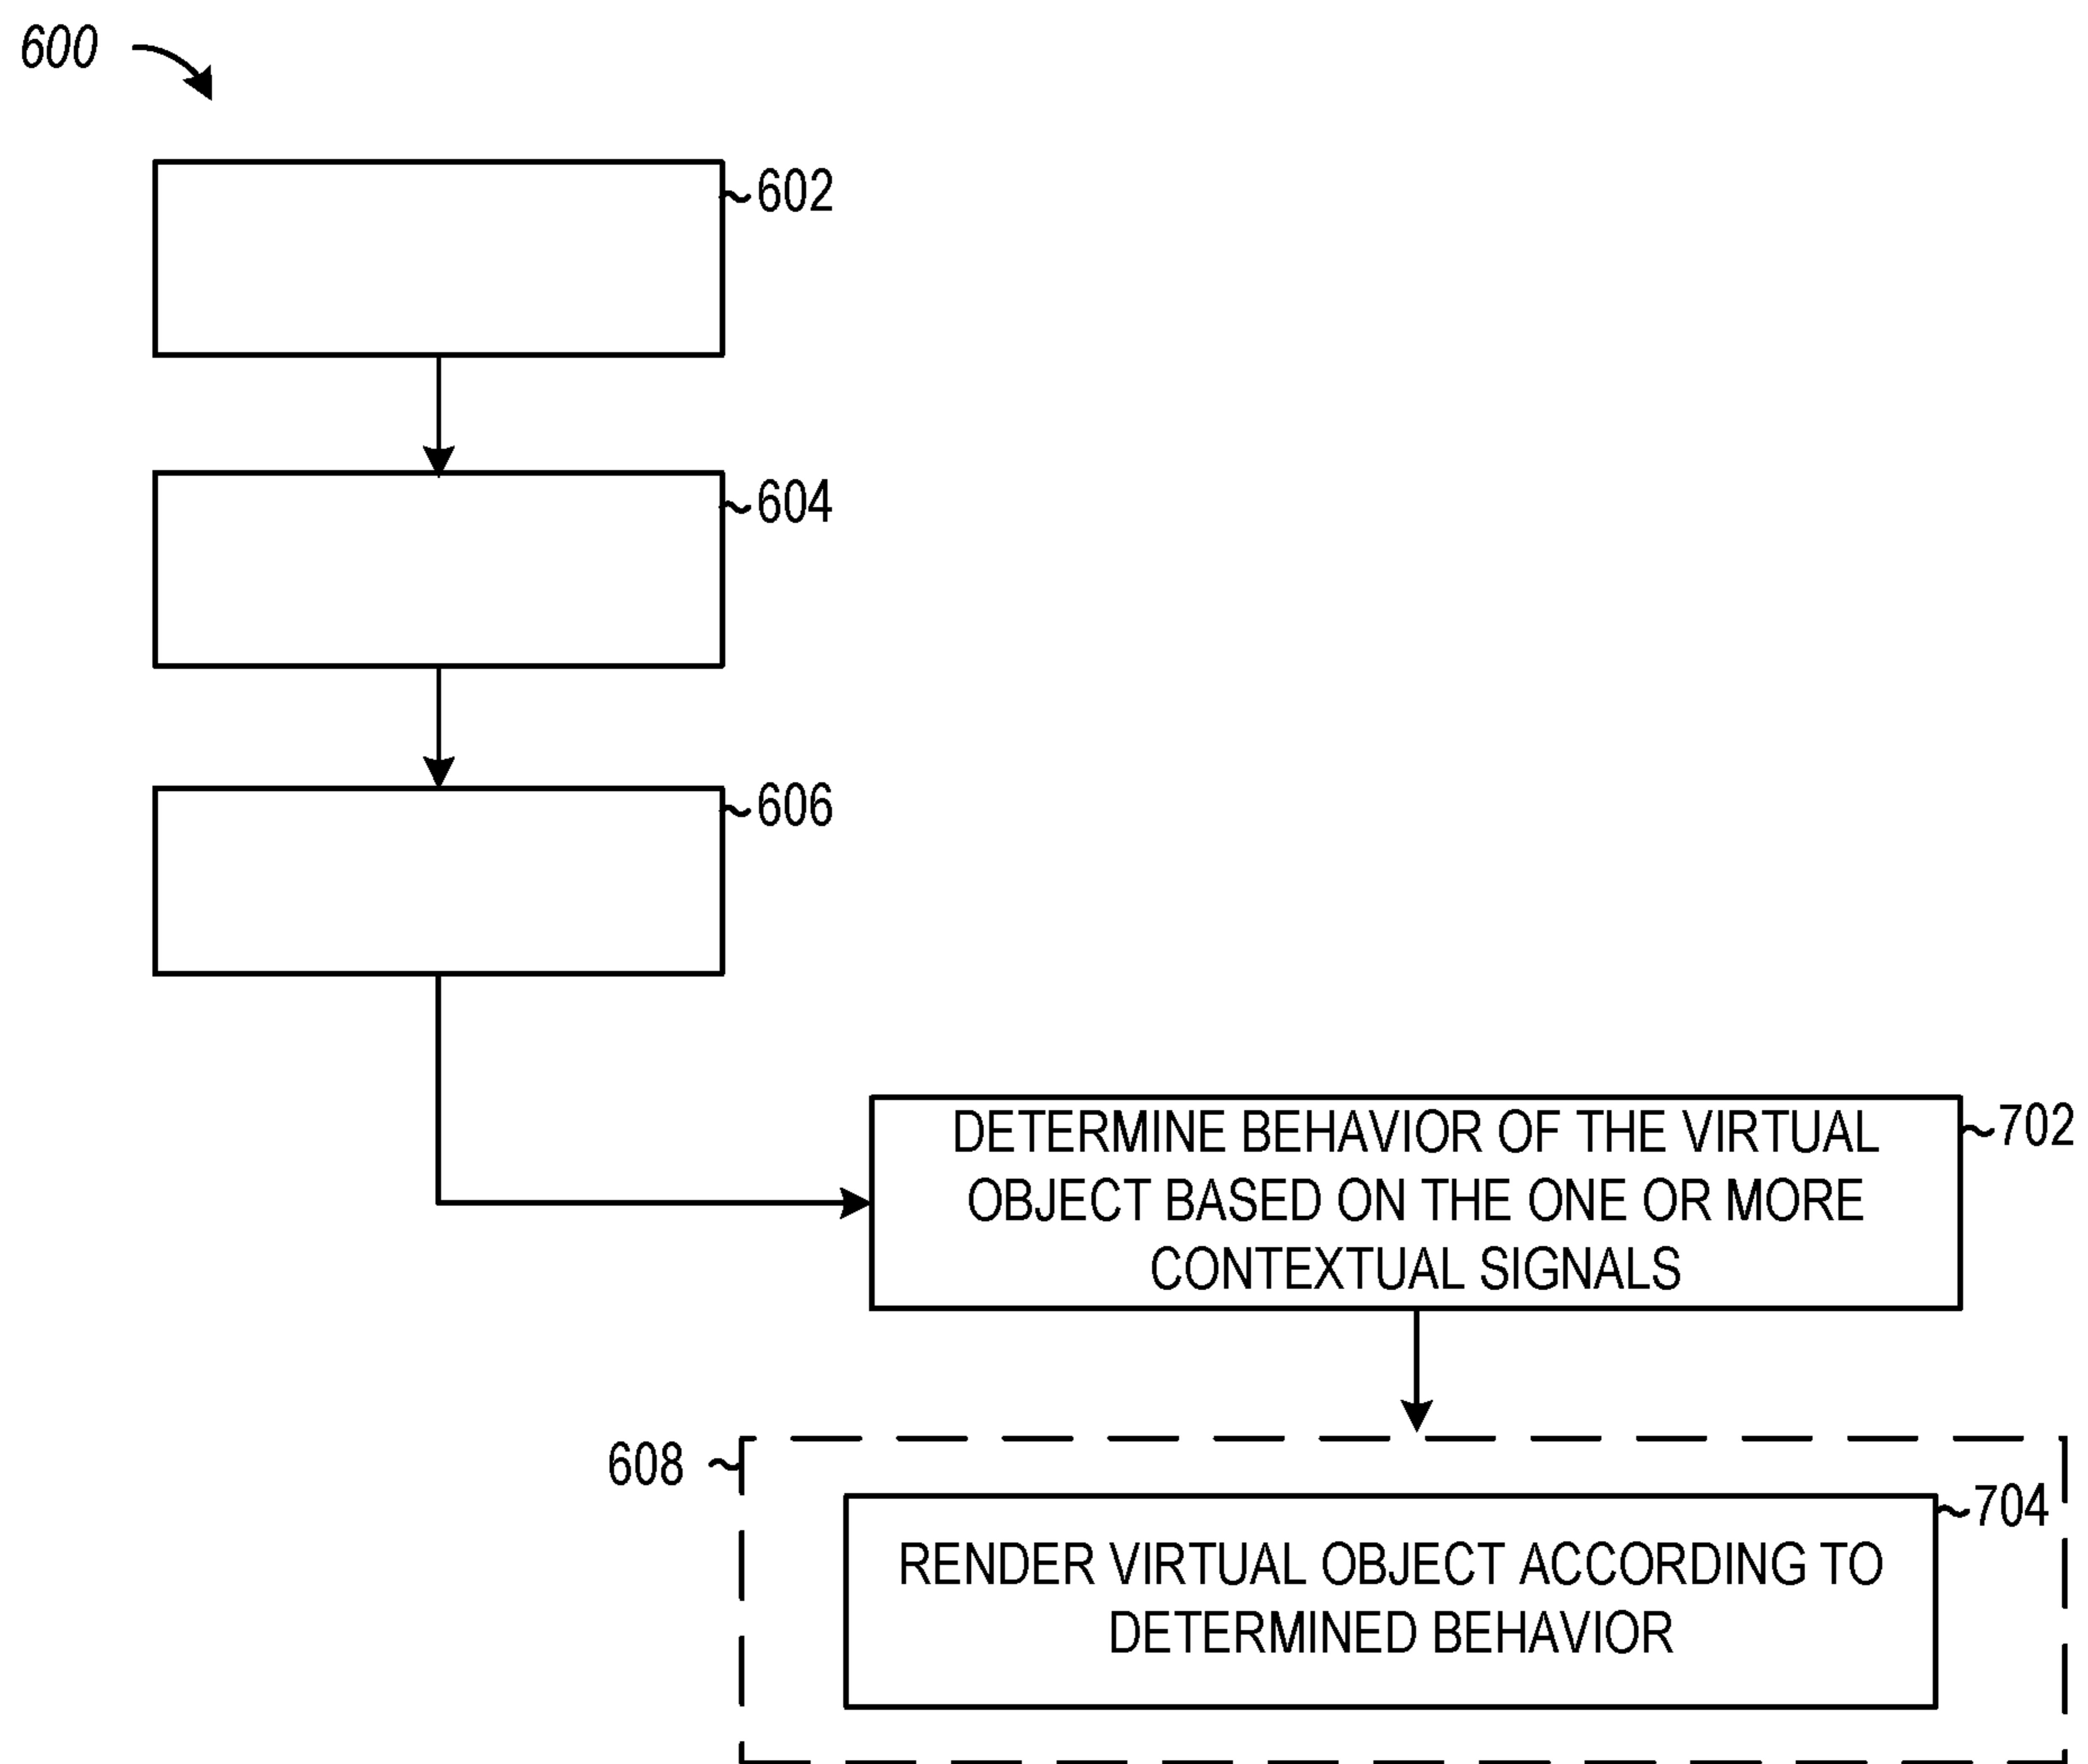 600
602
604
606
DETERMINE BEHAVIOR OF THE VIRTUAL
OBJECT BASED ON THE ONE OR MORE
CONTEXTUAL SIGNALS
702
608
704
RENDER VIRTUAL OBJECT ACCORDING TO
DETERMINED BEHAVIOR